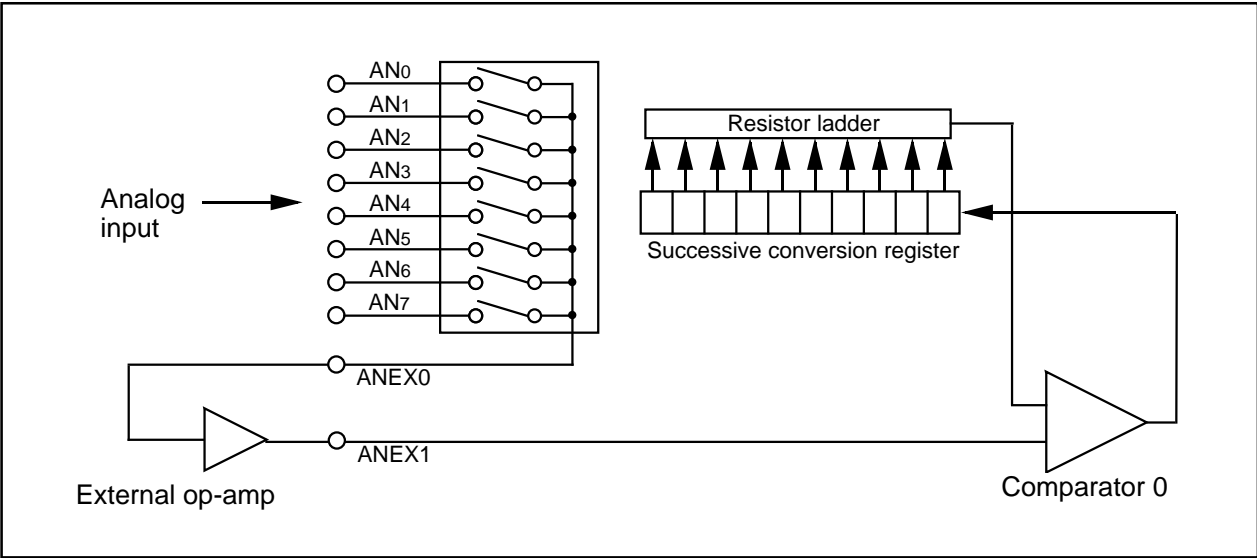 AN0
AN1
AN2
AN3
AN4
AN5
AN6
AN7
Analog
input
Resistor ladder
Successive conversion register
ANEX0
ANEX1
External op-amp
Comparator 0